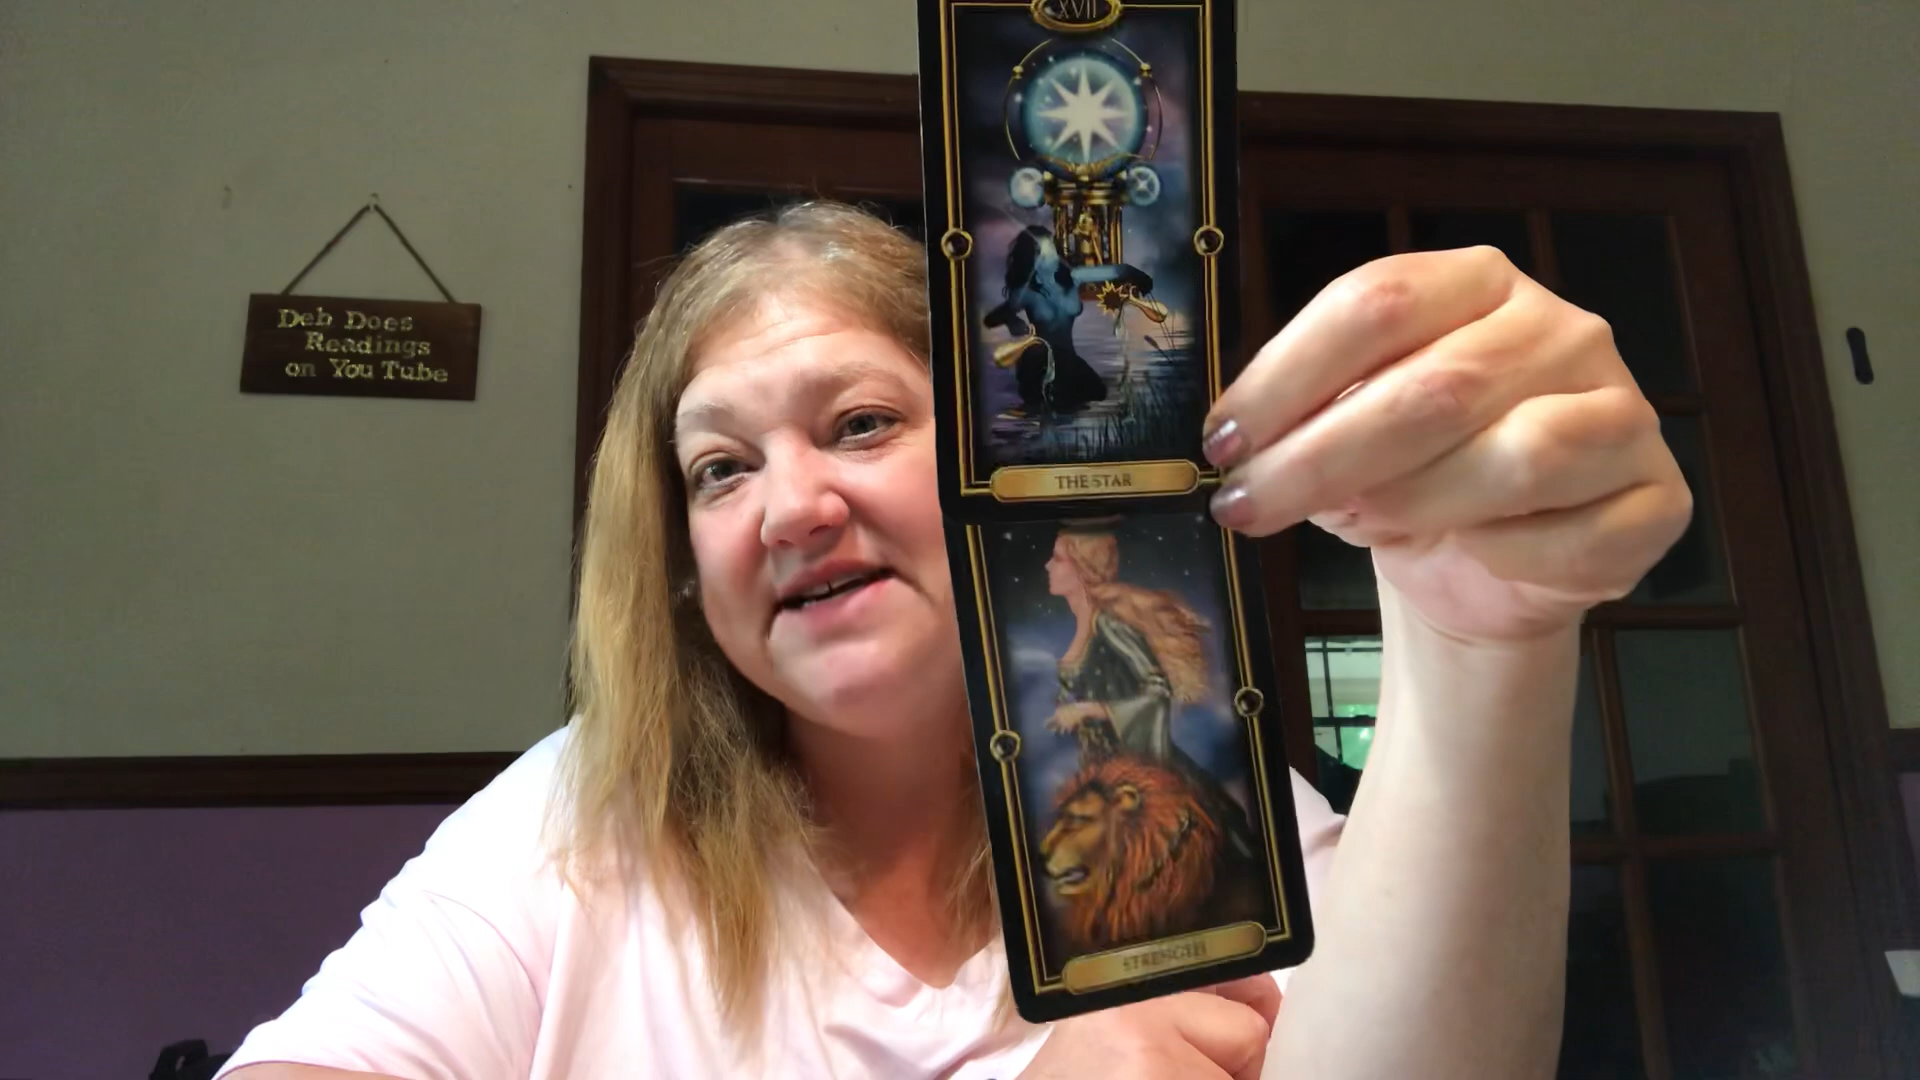 Deb Does
Readings
on You Tube
XVII
THE STAR
STRENGTH